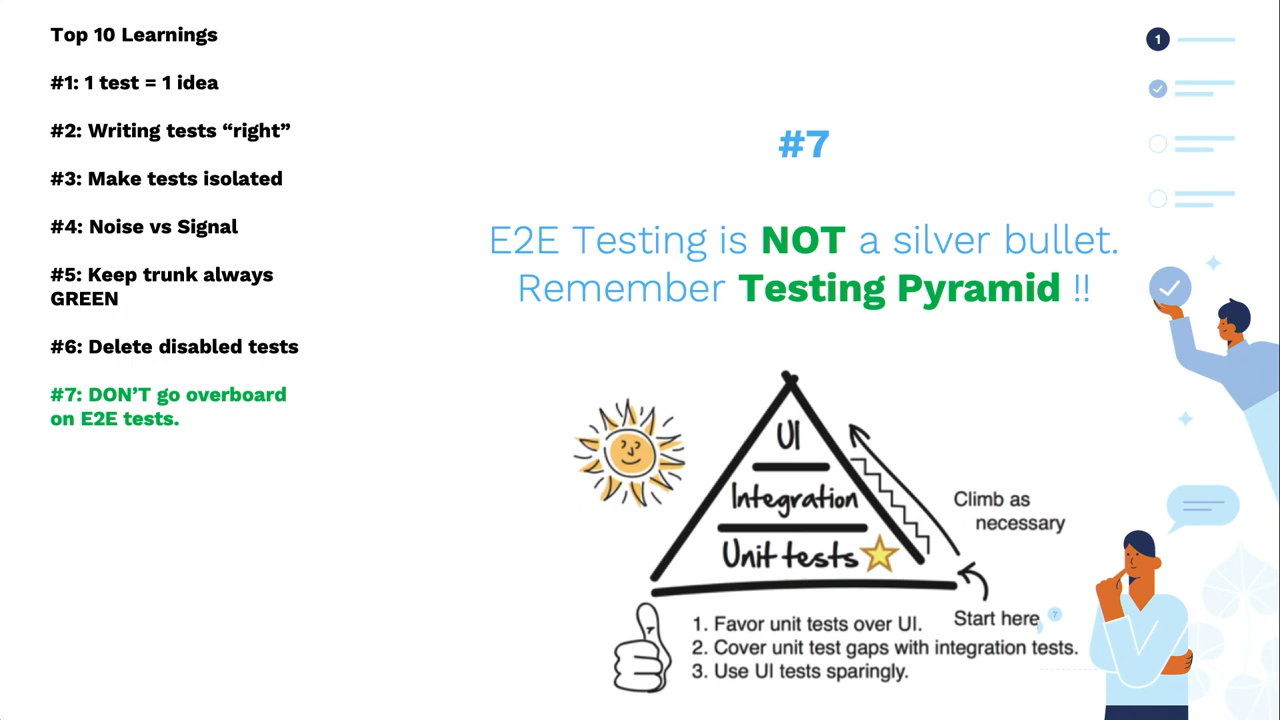 Top 10 Learnings
#1: 1 test = 1 idea
#2: Writing tests “right”
#3: Make tests isolated
#4: Noise vs Signal
#5: Keep trunk always
GREEN
#6: Delete disabled tests
#7: DON’T go overboard
on E2E tests.
#7
E2E Testing is NOT a silver bullet.
Remember Testing Pyramid !!
UI
Integration
Unit tests
Climb as
necessary
Start here
1. Favor unit tests over UI.
2. Cover unit test gaps with integration tests.
3. Use UI tests sparingly.
1
7